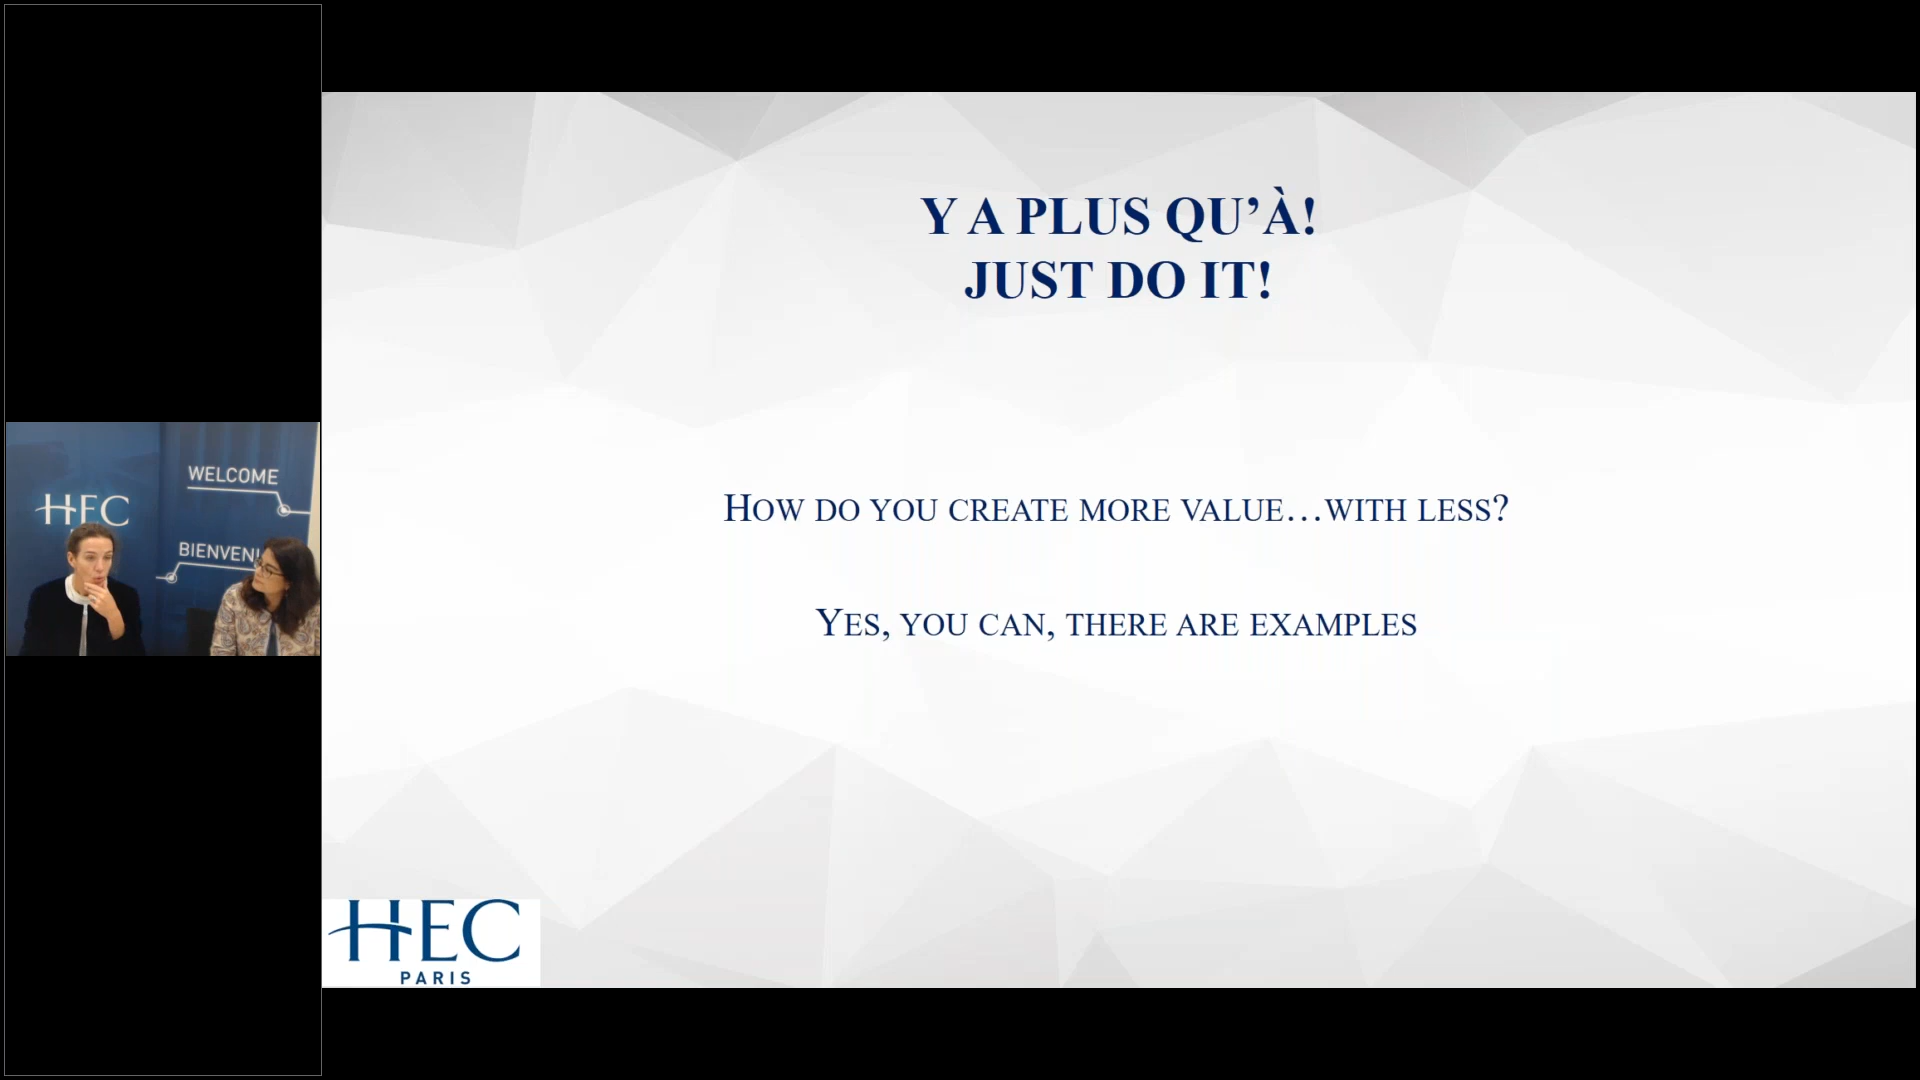 Y A PLUS QU’À!
JUST DO IT!
HOW DO YOU CREATE MORE VALUE…WITH LESS?
YES, YOU CAN, THERE ARE EXAMPLES
HEC
PARIS
WELCOME
HEC